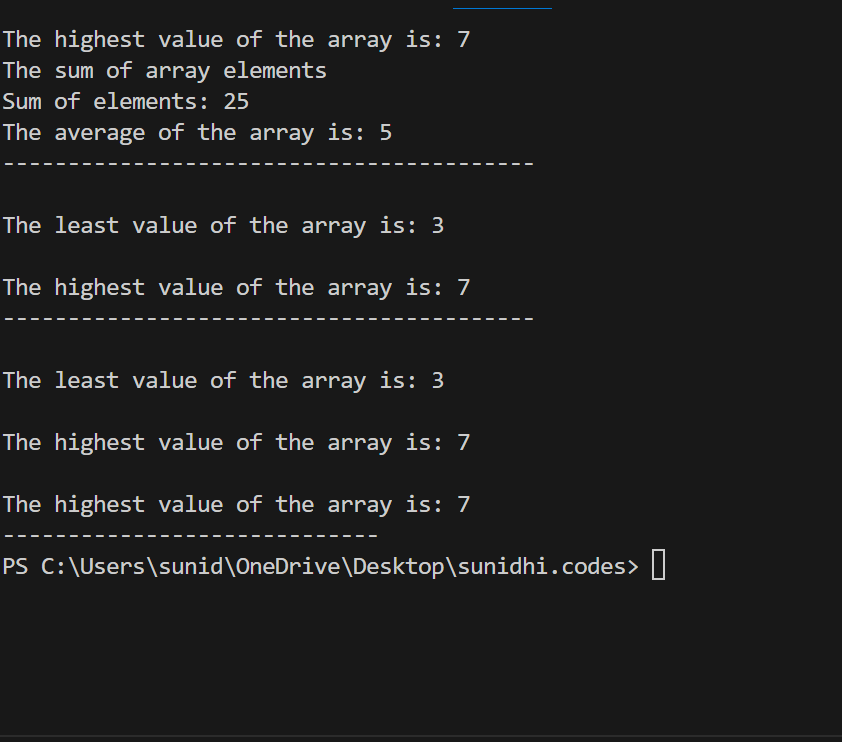 The highest value of the array is: 7
The sum of array elements
Sum of elements: 25
The average of the array is: 5
-----------------------------------------
The least value of the array is: 3
The highest value of the array is: 7
-----------------------------------------
The least value of the array is: 3
The highest value of the array is: 7
The highest value of the array is: 7
-----------------------------
PS C:\Users\sunid\OneDrive\Desktop\sunidhi.codes>